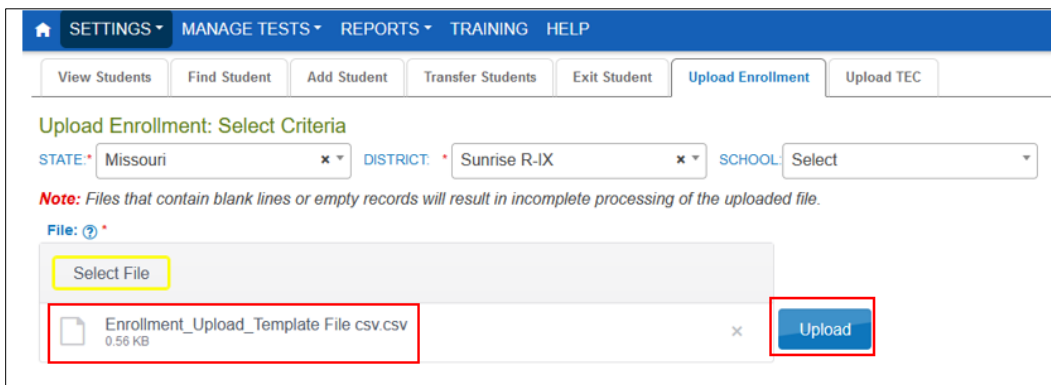 SETTINGS MANAGE TESTS REPORTS TRAINING HELP
View Students Find Student Add Student Transfer Students Exit Student Upload Enrollment Upload TEC
Upload Enrollment: Select Criteria
STATE:* Missouri × DISTRICT: * Sunrise R-IX × SCHOOL: Select
Note: Files that contain blank lines or empty records will result in incomplete processing of the uploaded file.
File: ? *
Select File
Enrollment_Upload_Template File csv.csv
0.56 KB
× Upload